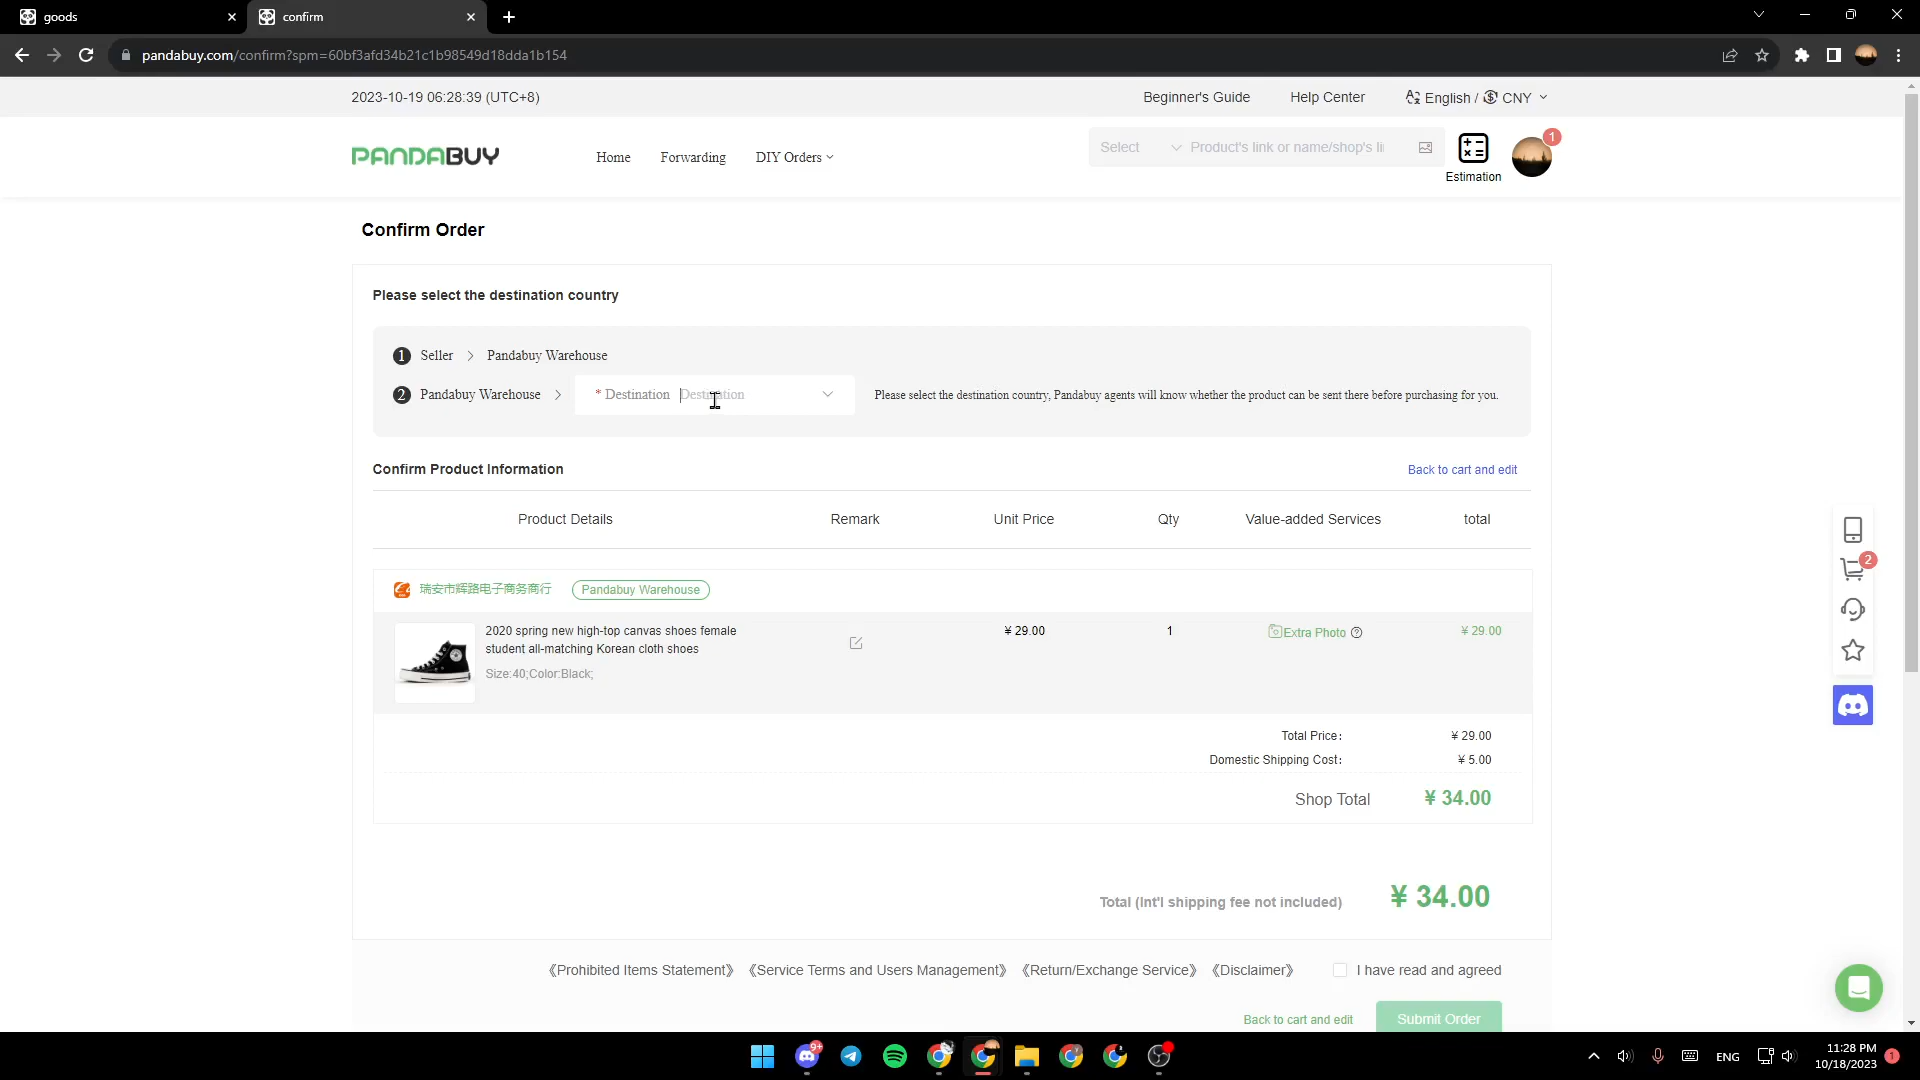 goods
confirm
pandabuy.com/confirm?spm=60bf3afd34b21c1b98549d18dda1b154
2023-10-19 06:28:39 (UTC+8)
Beginner's Guide
Help Center
English / CNY
PANDABUY
Home
Forwarding
DIY Orders
Select
Product's link or name/shop's li
Estimation
1
Confirm Order
Please select the destination country
1 Seller > Pandabuy Warehouse
2 Pandabuy Warehouse > * Destination Destination
Please select the destination country, Pandabuy agents will know whether the product can be sent there before purchasing for you.
Confirm Product Information
Back to cart and edit
Product Details Remark Unit Price Qty Value-added Services total
瑞安市辉路电子商务商行 Pandabuy Warehouse
2020 spring new high-top canvas shoes female
student all-matching Korean cloth shoes
Size:40;Color:Black;
¥ 29.00
1
Extra Photo
¥ 29.00
Total Price: ¥ 29.00
Domestic Shipping Cost: ¥ 5.00
Shop Total ¥ 34.00
Total (Int'l shipping fee not included) ¥ 34.00
《Prohibited Items Statement》 《Service Terms and Users Management》 《Return/Exchange Service》 《Disclaimer》 I have read and agreed
Back to cart and edit
Submit Order
2
9+
ENG
11:28 PM
10/18/2023
1